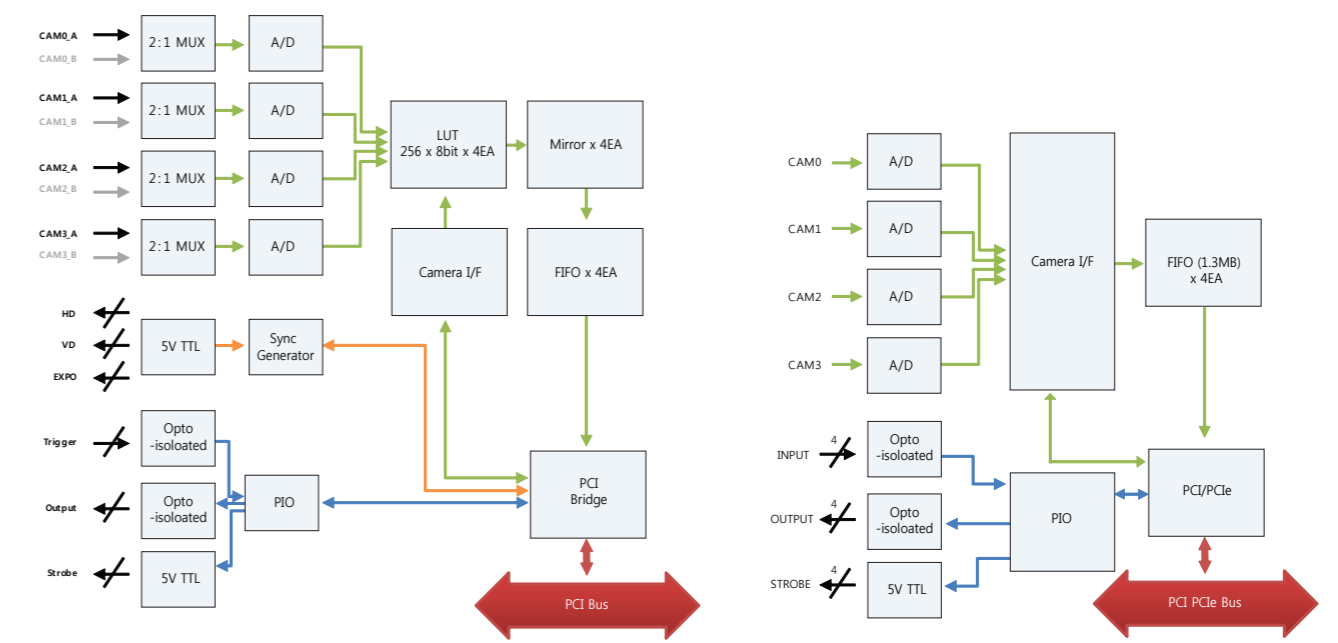 CAM0_A
CAM0_B
2:1 MUX
A/D
CAM1_A
CAM1_B
2:1 MUX
A/D
CAM2_A
CAM2_B
2:1 MUX
A/D
CAM3_A
CAM3_B
2:1 MUX
A/D
LUT
256 x 8bit x 4EA
Mirror x 4EA
Camera I/F
FIFO x 4EA
HD
VD
EXPO
5V TTL
Sync
Generator
Trigger
Opto
-isoloated
Output
Opto
-isoloated
Strobe
5V TTL
PIO
PCI
Bridge
PCI Bus
CAM0
A/D
CAM1
A/D
CAM2
A/D
CAM3
A/D
Camera I/F
FIFO (1.3MB)
x 4EA
INPUT
4
Opto
-isoloated
OUTPUT
4
Opto
-isoloated
STROBE
4
5V TTL
PIO
PCI/PCIe
PCI PCIe Bus